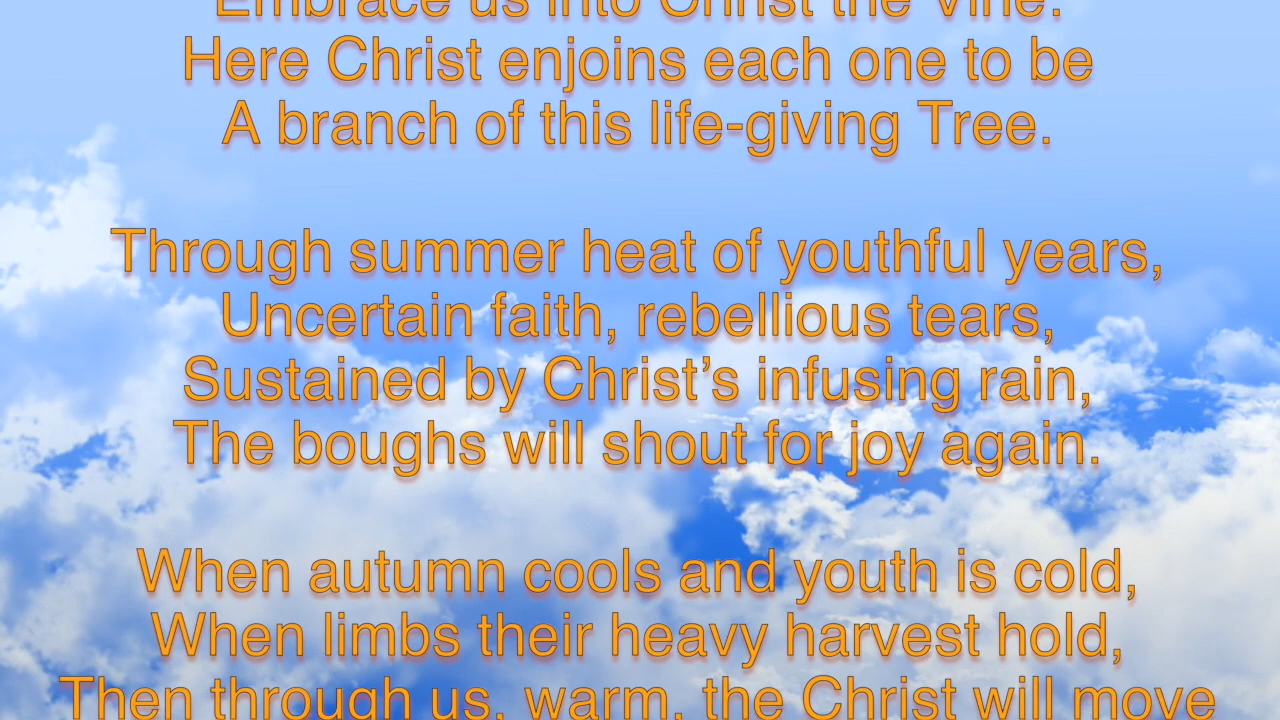 Embrace us into Christ the Vine:
Here Christ enjoins each one to be
A branch of this life-giving Tree.
Through summer heat of youthful years,
Uncertain faith, rebellious tears,
Sustained by Christ’s infusing rain,
The boughs will shout for joy again.
When autumn cools and youth is cold,
When limbs their heavy harvest hold,
Then through us, warm, the Christ will move